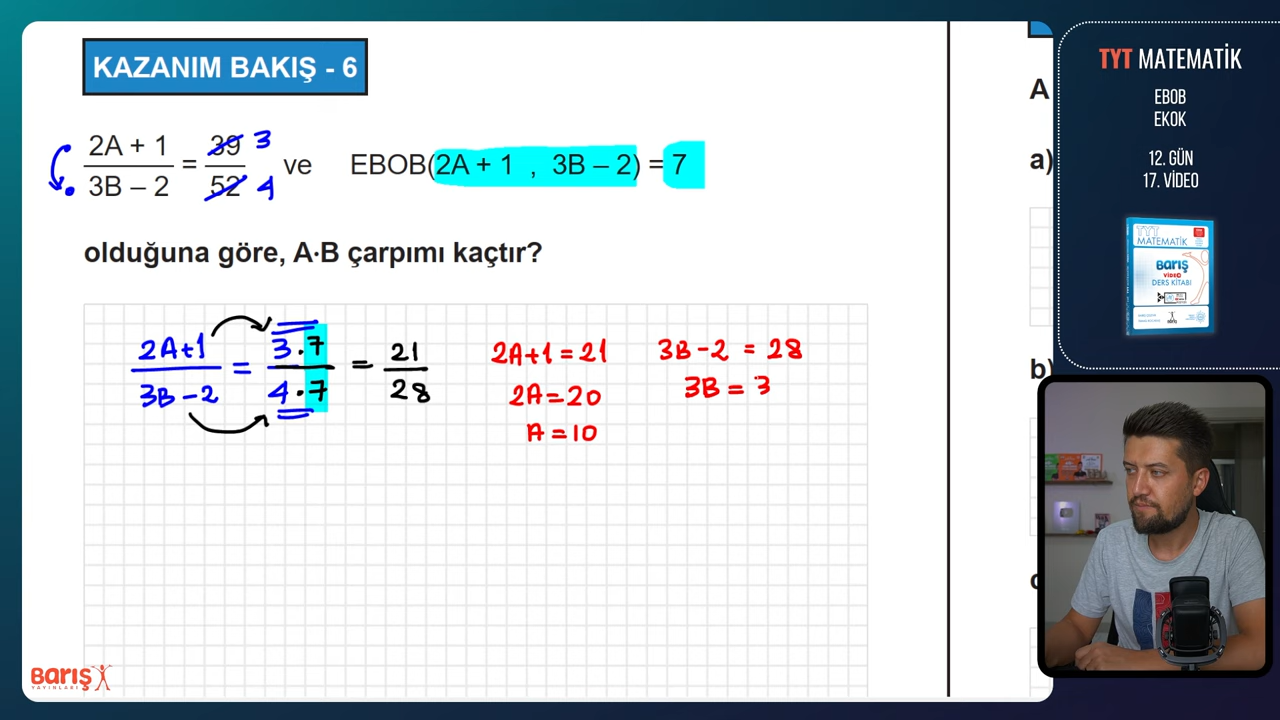 KAZANIM BAKIŞ - 6
2A + 1 / 3B – 2 = 39 / 52 3 4 ve EBOB(2A + 1 , 3B – 2) = 7
olduğuna göre, A·B çarpımı kaçtır?
2A+1 / 3B-2 = 3.7 / 4.7 = 21 / 28
2A+1 = 21
2A = 20
A = 10
3B-2 = 28
3B = 3
A
a)
b)
TYT MATEMATİK
EBOB
EKOK
12. GÜN
17. VİDEO
TYT
MATEMATİK
BARIŞ
VİDEO
DERS KİTABI
BARIŞ
YAYINLARI